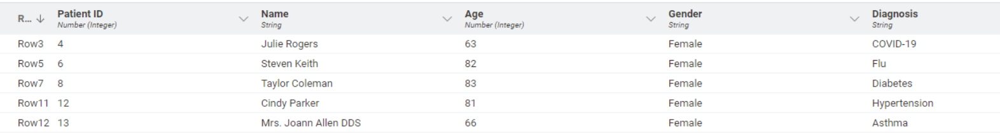 R... Patient ID Name Age Gender Diagnosis
Number (Integer) String Number (Integer) String String
Row3 4 Julie Rogers 63 Female COVID-19
Row5 6 Steven Keith 82 Female Flu
Row7 8 Taylor Coleman 83 Female Diabetes
Row11 12 Cindy Parker 81 Female Hypertension
Row12 13 Mrs. Joann Allen DDS 66 Female Asthma